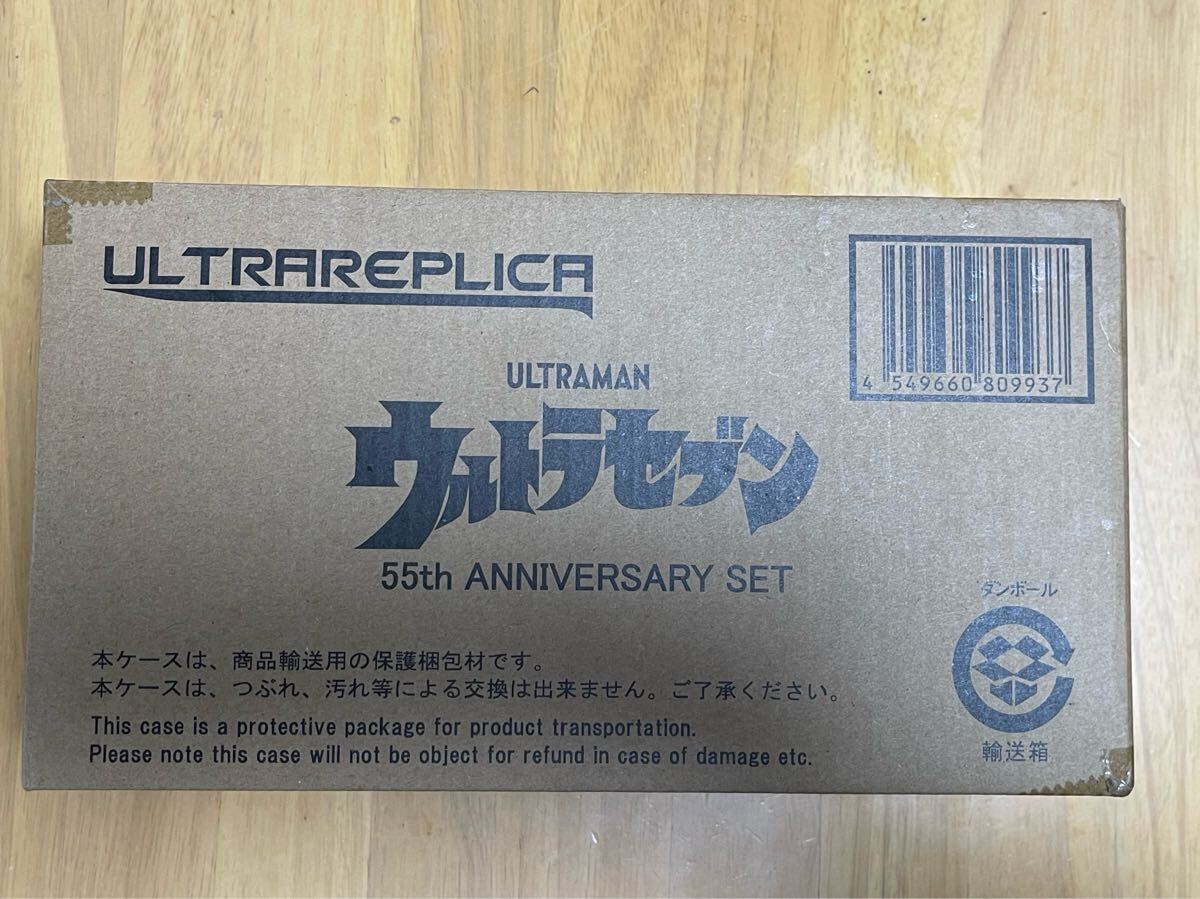 ULTRAREPLICA
4 549660 809937
ULTRAMAN
ウルトラセブン
55th ANNIVERSARY SET
ダンボール
輸送箱
本ケースは、商品輸送用の保護梱包材です。
本ケースは、つぶれ、汚れ等による交換は出来ません。ご了承ください。
This case is a protective package for product transportation.
Please note this case will not be object for refund in case of damage etc.